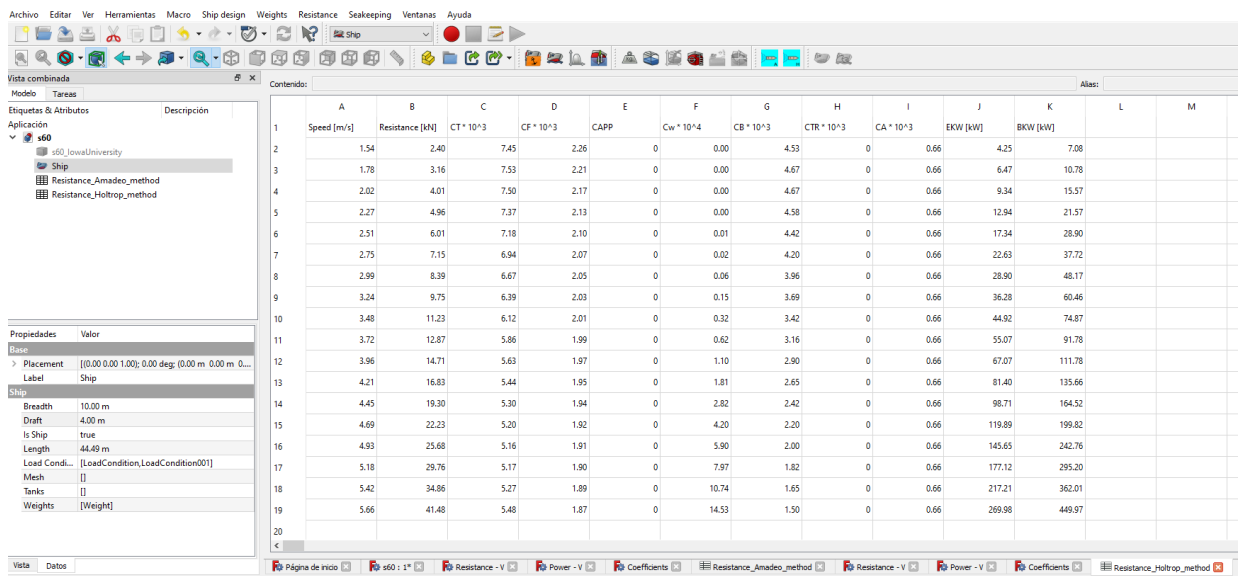 Archivo Editar Ver Herramientas Macro Ship design Weights Resistance Seakeeping Ventanas Ayuda
Ship
Vista combinada
Modelo Tareas
Etiquetas & Atributos Descripción
Aplicación
s60
s60_IowaUniversity
Ship
Resistance_Amadeo_method
Resistance_Holtrop_method
Propiedades Valor
Base
Placement [(0.00 0.00 1.00); 0.00 deg; (0.00 m 0.00 m 0....
Label Ship
Ship
Breadth 10.00 m
Draft 4.00 m
Is Ship true
Length 44.49 m
Load Condi... [LoadCondition,LoadCondition001]
Mesh []
Tanks []
Weights [Weight]
Vista Datos
Contenido: Alias:
A B C D E F G H I J K L M
1 Speed [m/s] Resistance [kN] CT * 10^3 CF * 10^3 CAPP Cw * 10^4 CB * 10^3 CTR * 10^3 CA * 10^3 EKW [kW] BKW [kW]
2 1.54 2.40 7.45 2.26 0 0.00 4.53 0 0.66 4.25 7.08
3 1.78 3.16 7.53 2.21 0 0.00 4.67 0 0.66 6.47 10.78
4 2.02 4.01 7.50 2.17 0 0.00 4.67 0 0.66 9.34 15.57
5 2.27 4.96 7.37 2.13 0 0.00 4.58 0 0.66 12.94 21.57
6 2.51 6.01 7.18 2.10 0 0.01 4.42 0 0.66 17.34 28.90
7 2.75 7.15 6.94 2.07 0 0.02 4.20 0 0.66 22.63 37.72
8 2.99 8.39 6.67 2.05 0 0.06 3.96 0 0.66 28.90 48.17
9 3.24 9.75 6.39 2.03 0 0.15 3.69 0 0.66 36.28 60.46
10 3.48 11.23 6.12 2.01 0 0.32 3.42 0 0.66 44.92 74.87
11 3.72 12.87 5.86 1.99 0 0.62 3.16 0 0.66 55.07 91.78
12 3.96 14.71 5.63 1.97 0 1.10 2.90 0 0.66 67.07 111.78
13 4.21 16.83 5.44 1.95 0 1.81 2.65 0 0.66 81.40 135.66
14 4.45 19.30 5.30 1.94 0 2.82 2.42 0 0.66 98.71 164.52
15 4.69 22.23 5.20 1.92 0 4.20 2.20 0 0.66 119.89 199.82
16 4.93 25.68 5.16 1.91 0 5.90 2.00 0 0.66 145.65 242.76
17 5.18 29.76 5.17 1.90 0 7.97 1.82 0 0.66 177.12 295.20
18 5.42 34.86 5.27 1.89 0 10.74 1.65 0 0.66 217.21 362.01
19 5.66 41.48 5.48 1.87 0 14.53 1.50 0 0.66 269.98 449.97
20
Página de inicio s60 : 1* Resistance - V Power - V Coefficients Resistance_Amadeo_method Resistance - V Power - V Coefficients Resistance_Holtrop_method